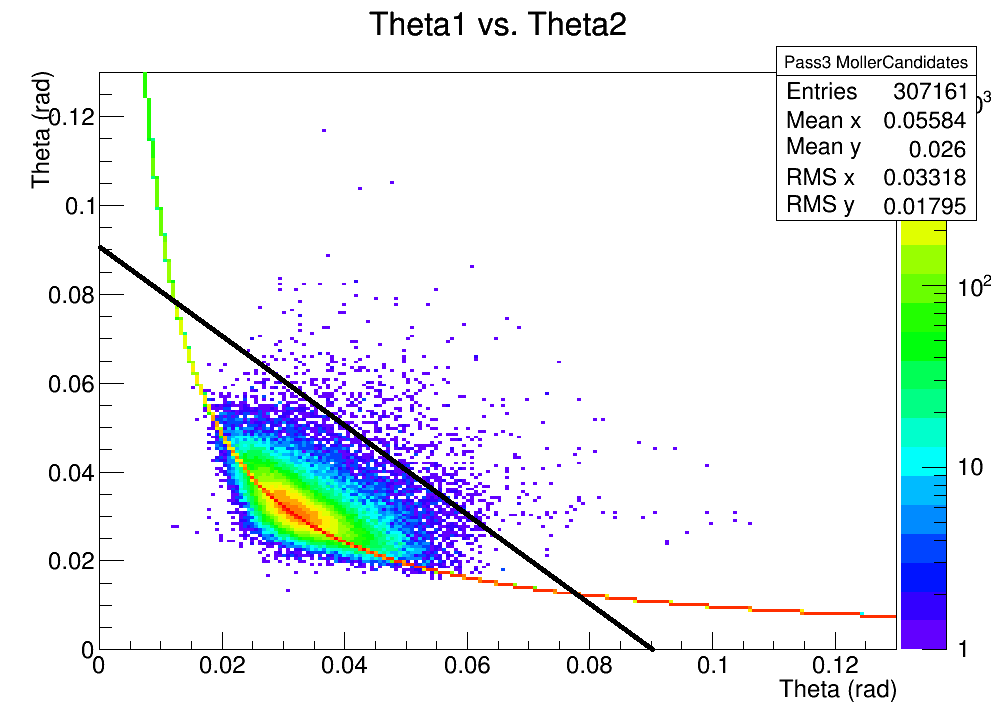 Theta1 vs. Theta2
Pass3 MollerCandidates
Entries 307161
Mean x 0.05584
Mean y 0.026
RMS x 0.03318
RMS y 0.01795
Theta (rad)
0.12
0.1
0.08
0.06
0.04
0.02
0
0 0.02 0.04 0.06 0.08 0.1 0.12
Theta (rad)
10²
10
1